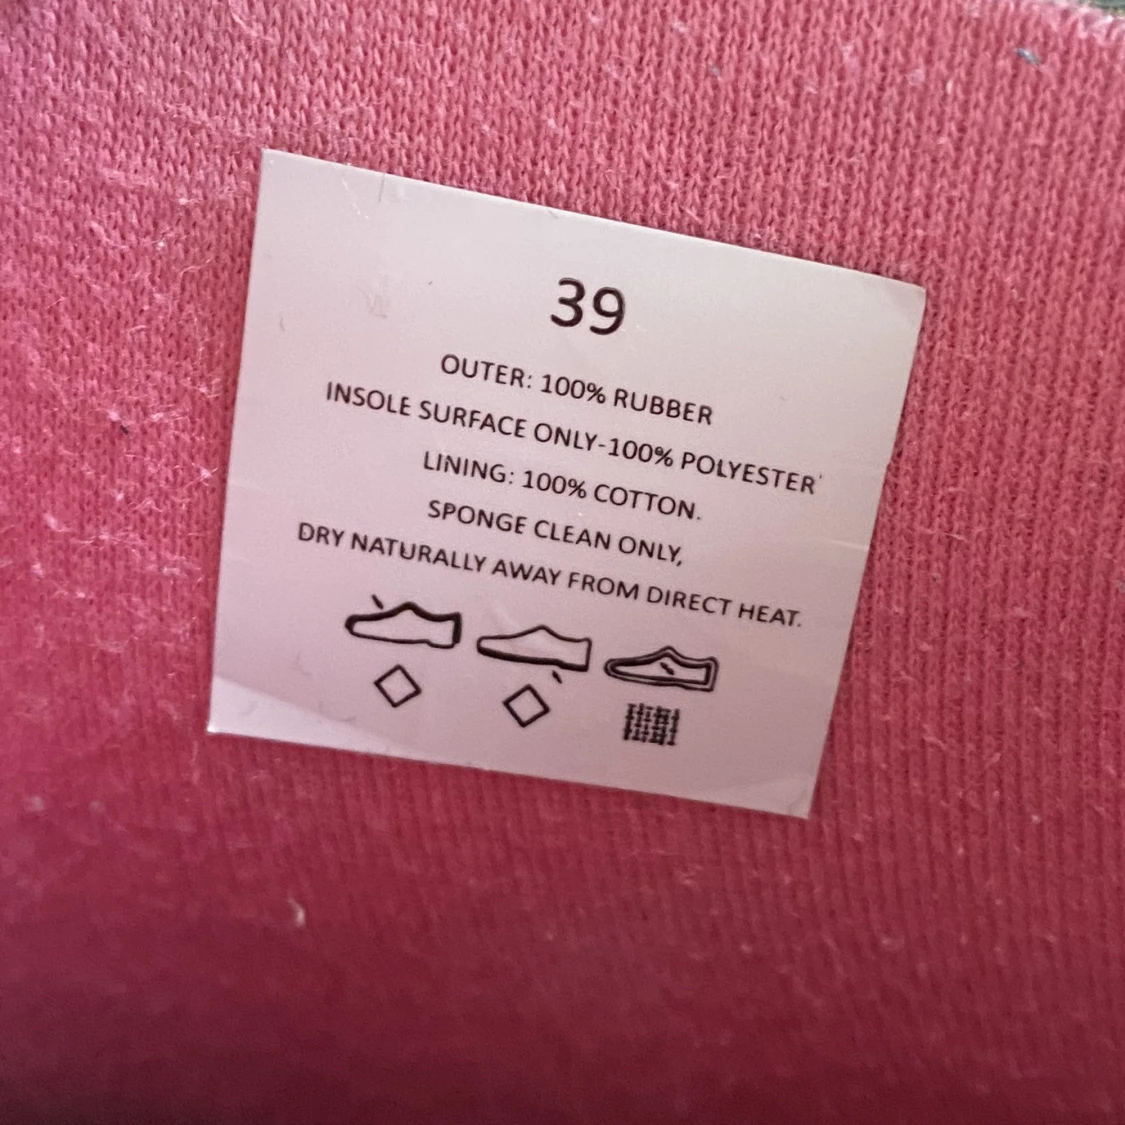 39
OUTER: 100% RUBBER
INSOLE SURFACE ONLY-100% POLYESTER
LINING: 100% COTTON.
SPONGE CLEAN ONLY,
DRY NATURALLY AWAY FROM DIRECT HEAT.